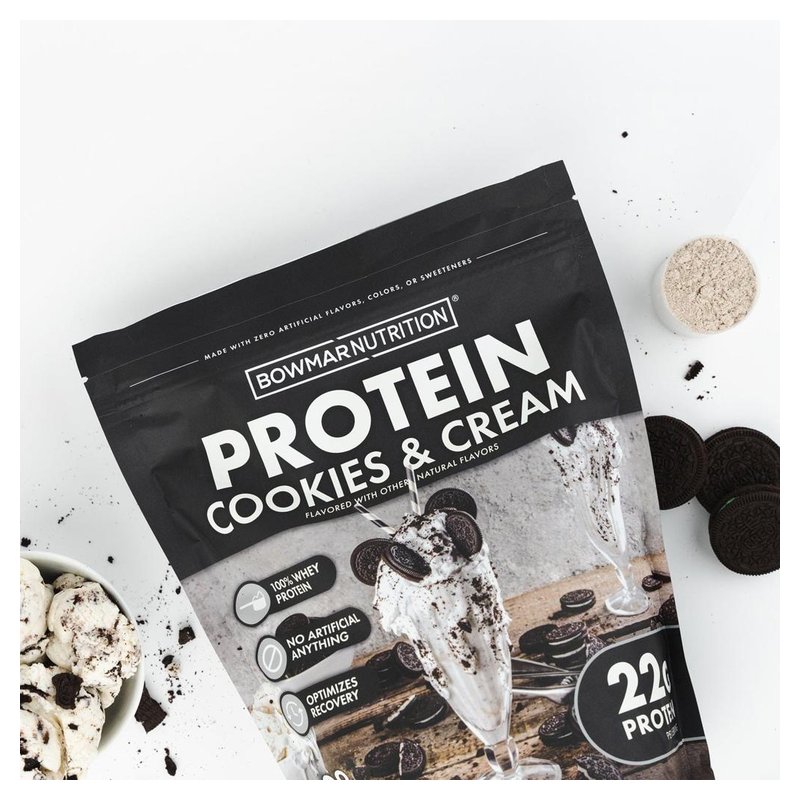 MADE WITH ZERO ARTIFICIAL FLAVORS, COLORS, OR SWEETENERS
BOWMAR NUTRITION®
PROTEIN
COOKIES & CREAM
FLAVORED WITH OTHER NATURAL FLAVORS
100% WHEY
PROTEIN
NO ARTIFICIAL
ANYTHING
OPTIMIZES
RECOVERY
22G
PROTEIN